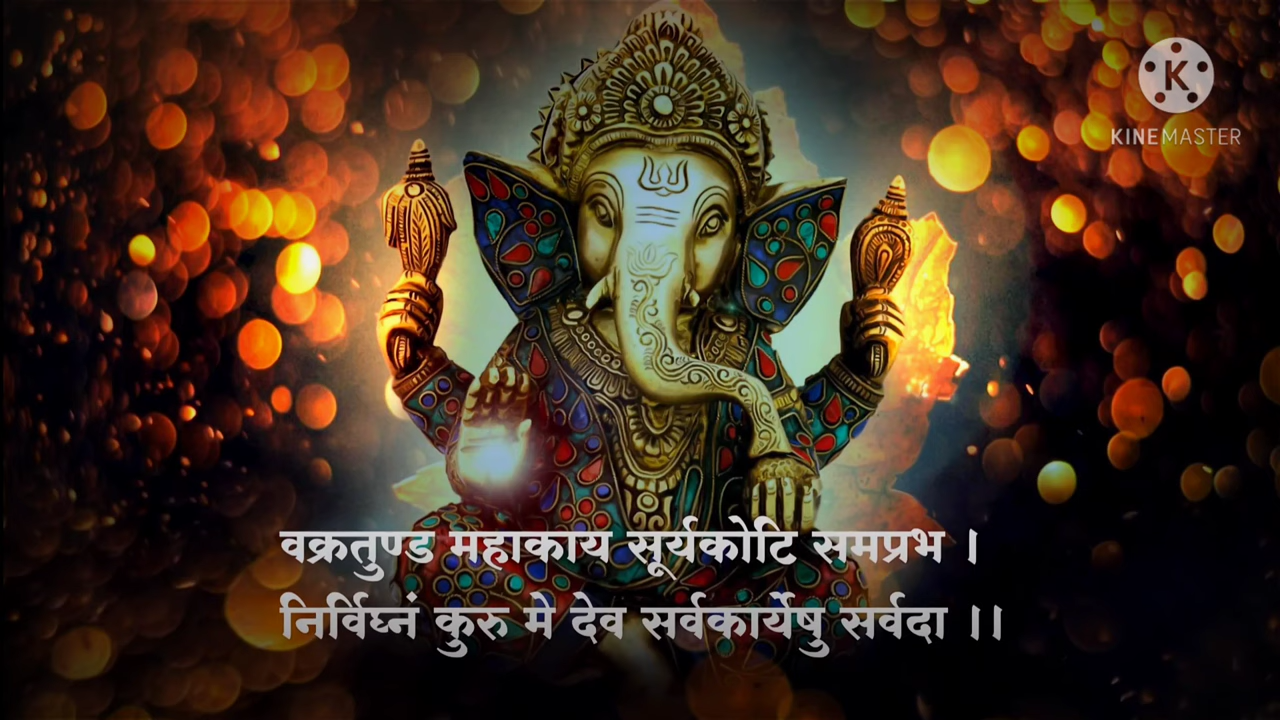 KINEMASTER
वक्रतुण्ड महाकाय सूर्यकोटि समप्रभ ।
निर्विघ्नं कुरु मे देव सर्वकार्येषु सर्वदा ।।